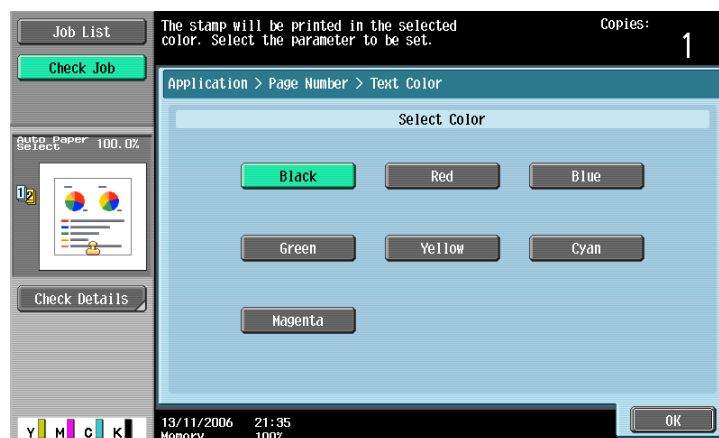 Job List
Check Job
The stamp will be printed in the selected
color. Select the parameter to be set.
Copies:
1
Application > Page Number > Text Color
Select Color
Auto Paper
Select
100.0%
1 2
Black
Red
Blue
Green
Yellow
Cyan
Magenta
Check Details
OK
Y M C K
13/11/2006 21:35
Memory 100%